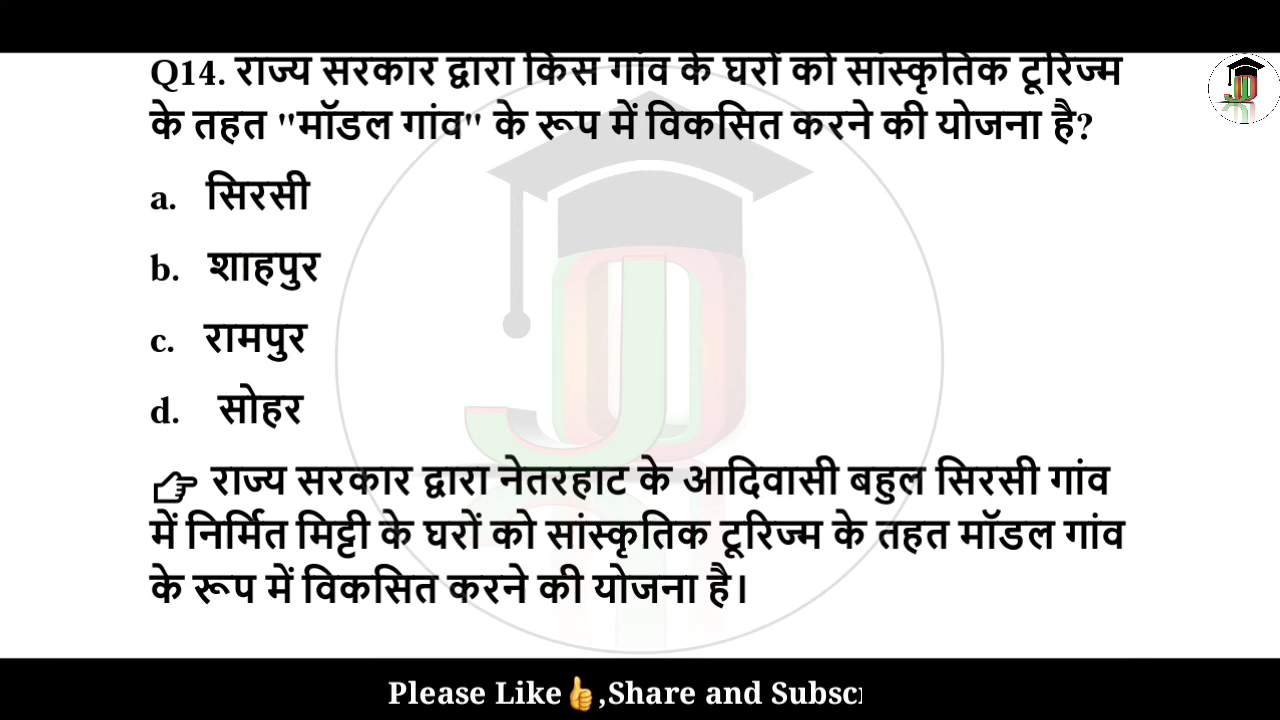 Q14. राज्य सरकार द्वारा किस गांव के घरों को सांस्कृतिक टूरिज्म
के तहत "मॉडल गांव" के रूप में विकसित करने की योजना है?
a. सिरसी
b. शाहपुर
c. रामपुर
d. सोहर
👉 राज्य सरकार द्वारा नेतरहाट के आदिवासी बहुल सिरसी गांव
में निर्मित मिट्टी के घरों को सांस्कृतिक टूरिज्म के तहत मॉडल गांव
के रूप में विकसित करने की योजना है।
Please Like👍,Share and